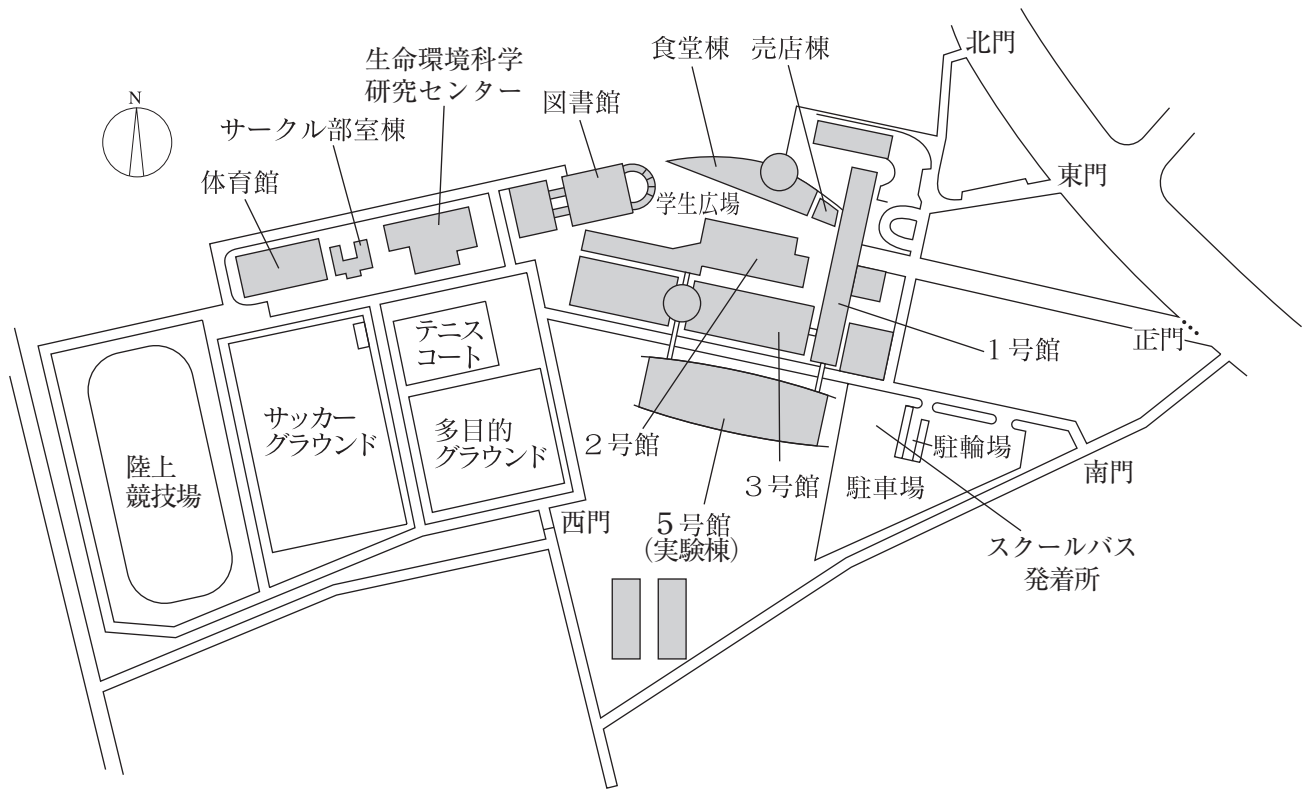 北門
食堂棟
売店棟
生命環境科学
研究センター
図書館
N
サークル部室棟
体育館
東門
学生広場
テニス
コート
正門
1号館
サッカー
グラウンド
多目的
グラウンド
2号館
駐輪場
陸上
競技場
3号館
駐車場
南門
西門
5号館
(実験棟)
スクールバス
発着所